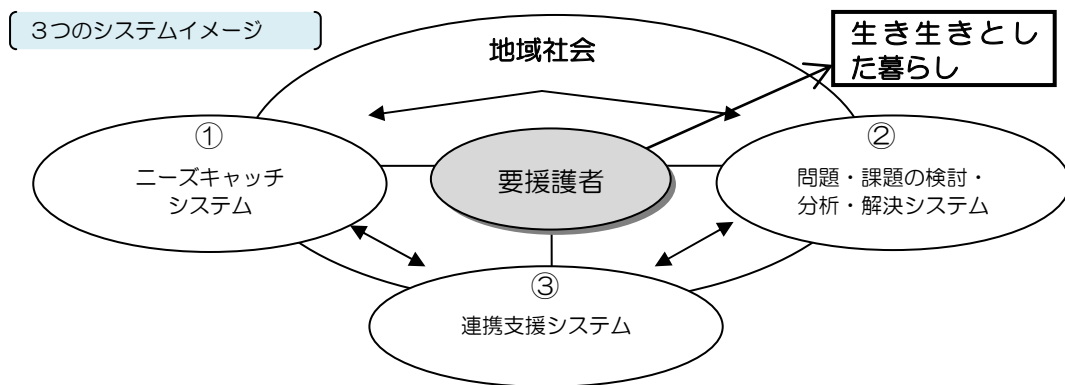 ３つのシステムイメージ
地域社会
生き生きとし
た暮らし
①
ニーズキャッチ
システム
要援護者
②
問題・課題の検討・
分析・解決システム
③
連携支援システム